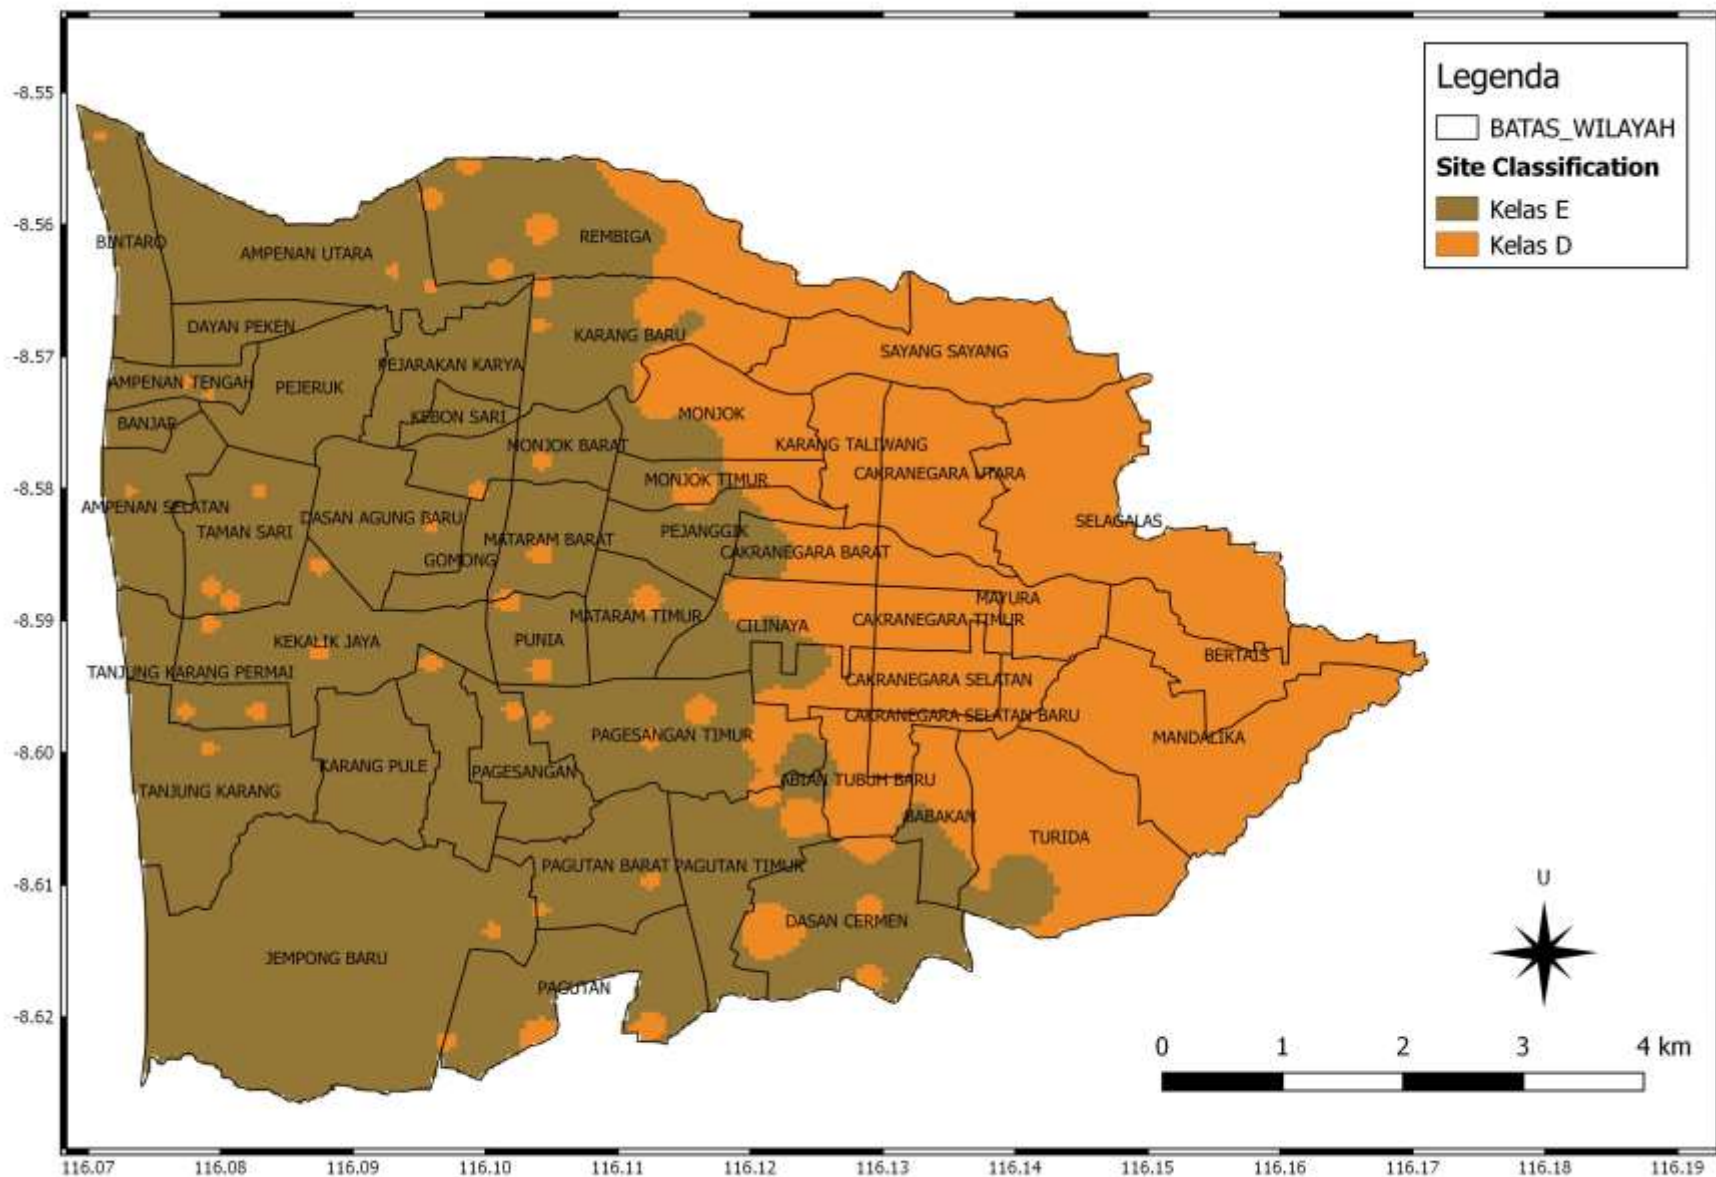 Legenda
BATAS_WILAYAH
Site Classification
Kelas E
Kelas D
-8.55
-8.56
-8.57
-8.58
-8.59
-8.60
-8.61
-8.62
BINTARO
AMPENAN UTARA
REMBIGA
DAYAN PEKEN
KARANG BARU
SAYANG SAYANG
PEJARAKAN KARYA
AMPENAN TENGAH
PEJERUK
KEBON SARI
MONJOK
BANJAR
MONJOK BARAT
KARANG TALIWANG
CAKRANEGARA UTARA
MONJOK TIMUR
AMPENAN SELATAN
DASAN AGUNG BARU
SELAGALAS
TAMAN SARI
PEJANGGIK
MATARAM BARAT
CAKRANEGARA BARAT
GOMONG
MAYURA
MATARAM TIMUR
CAKRANEGARA TIMUR
CILINAYA
KEKALIK JAYA
PUNIA
BERTAIS
TANJUNG KARANG PERMAI
CAKRANEGARA SELATAN
CAKRANEGARA SELATAN BARU
PAGESANGAN TIMUR
MANDALIKA
KARANG PULE
PAGESANGAN
ABIAN TUBUH BARU
TANJUNG KARANG
BABAKAN
TURIDA
PAGUTAN BARAT
PAGUTAN TIMUR
DASAN CERMEN
JEMPONG BARU
PAGUTAN
U
0 1 2 3 4 km
116.07 116.08 116.09 116.10 116.11 116.12 116.13 116.14 116.15 116.16 116.17 116.18 116.19